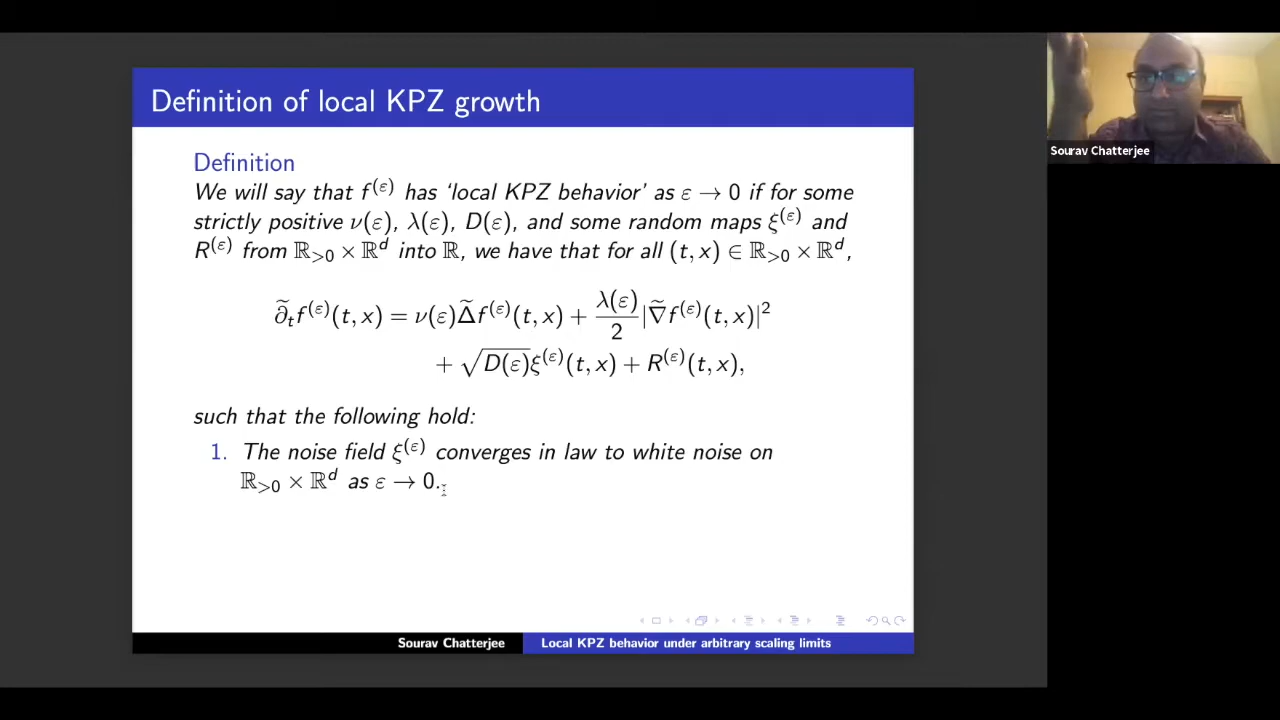 Definition of local KPZ growth
Definition
We will say that f^(ε) has ‘local KPZ behavior’ as ε → 0 if for some
strictly positive ν(ε), λ(ε), D(ε), and some random maps ξ^(ε) and
R^(ε) from ℝ_{>0} × ℝ^d into ℝ, we have that for all (t, x) ∈ ℝ_{>0} × ℝ^d,
∂̃_t f^(ε)(t, x) = ν(ε)Δ̃f^(ε)(t, x) + λ(ε)/2 |∇̃f^(ε)(t, x)|^2
+ √D(ε) ξ^(ε)(t, x) + R^(ε)(t, x),
such that the following hold:
1. The noise field ξ^(ε) converges in law to white noise on
ℝ_{>0} × ℝ^d as ε → 0.
Sourav Chatterjee Local KPZ behavior under arbitrary scaling limits
Sourav Chatterjee